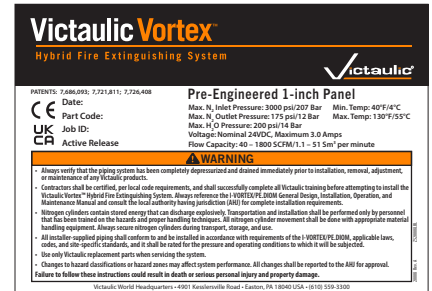 Victaulic Vortex™
Hybrid Fire Extinguishing System
Victaulic®
PATENTS: 7,686,093; 7,721,811; 7,726,408
Pre-Engineered 1-inch Panel
Date:
Part Code:
Job ID:
Active Release
CE
UK
CA
Max. N₂ Inlet Pressure: 3000 psi/207 Bar Min. Temp: 40°F/4°C
Max. N₂ Outlet Pressure: 175 psi/12 Bar Max. Temp: 130°F/55°C
Max. H₂O Pressure: 200 psi/14 Bar
Voltage: Nominal 24VDC, Maximum 3.0 Amps
Flow Capacity: 40 – 1800 SCFM/1.1 – 51 Sm³ per minute
WARNING
• Always verify that the piping system has been completely depressurized and drained immediately prior to installation, removal, adjustment,
or maintenance of any Victaulic products.
• Contractors shall be certified, per local code requirements, and shall successfully complete all Victaulic training before attempting to install the
Victaulic Vortex™ Hybrid Fire Extinguishing System. Always reference the I-VORTEX/PE.DIOM General Design, Installation, Operation, and
Maintenance Manual and consult the local authority having jurisdiction (AHJ) for complete installation requirements.
• Nitrogen cylinders contain stored energy that can discharge explosively. Transportation and installation shall be performed only by personnel
that has been trained on the hazards and proper handling techniques. All nitrogen cylinder movement shall be done with appropriate material
handling equipment. Always secure nitrogen cylinders during transport, storage, and use.
• All installer-supplied piping shall conform to and be installed in accordance with requirements of the I-VORTEX/PE.DIOM, applicable laws,
codes, and site-specific standards, and it shall be rated for the pressure and operating conditions to which it will be subjected.
• Use only Victaulic replacement parts when servicing the system.
• Changes to hazard classifications or hazard zones may affect system performance. All changes shall be reported to the AHJ for approval.
Failure to follow these instructions could result in death or serious personal injury and property damage.
Victaulic World Headquarters • 4901 Kesslersville Road • Easton, PA 18040 USA • (610) 559-3300